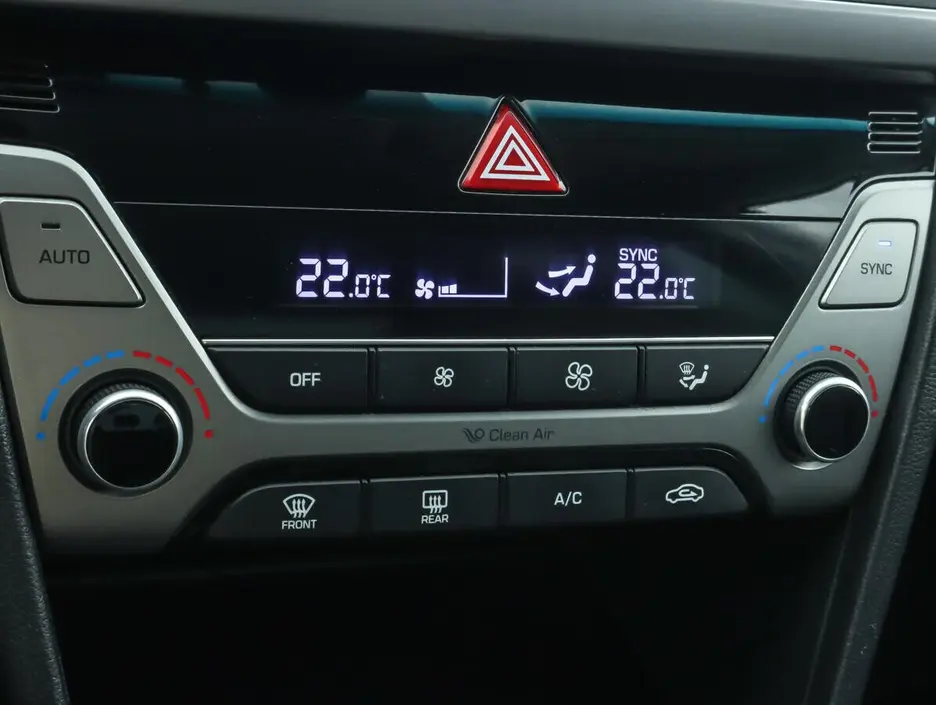 AUTO
22.0°C
SYNC
22.0°C
SYNC
OFF
Clean Air
FRONT
REAR
A/C